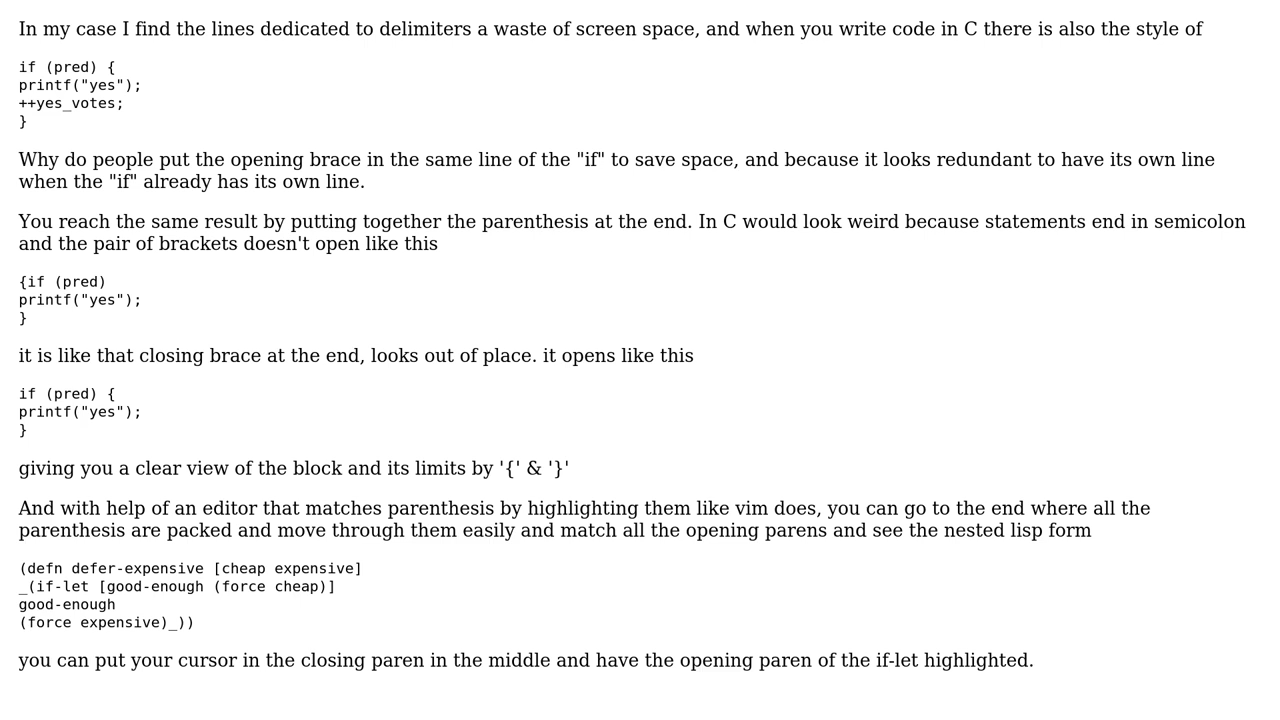 In my case I find the lines dedicated to delimiters a waste of screen space, and when you write code in C there is also the style of
if (pred) {
printf("yes");
++yes_votes;
}
Why do people put the opening brace in the same line of the "if" to save space, and because it looks redundant to have its own line
when the "if" already has its own line.
You reach the same result by putting together the parenthesis at the end. In C would look weird because statements end in semicolon
and the pair of brackets doesn't open like this
{if (pred)
printf("yes");
}
it is like that closing brace at the end, looks out of place. it opens like this
if (pred) {
printf("yes");
}
giving you a clear view of the block and its limits by '{' & '}'
And with help of an editor that matches parenthesis by highlighting them like vim does, you can go to the end where all the
parenthesis are packed and move through them easily and match all the opening parens and see the nested lisp form
(defn defer-expensive [cheap expensive]
_(if-let [good-enough (force cheap)]
good-enough
(force expensive)_))
you can put your cursor in the closing paren in the middle and have the opening paren of the if-let highlighted.